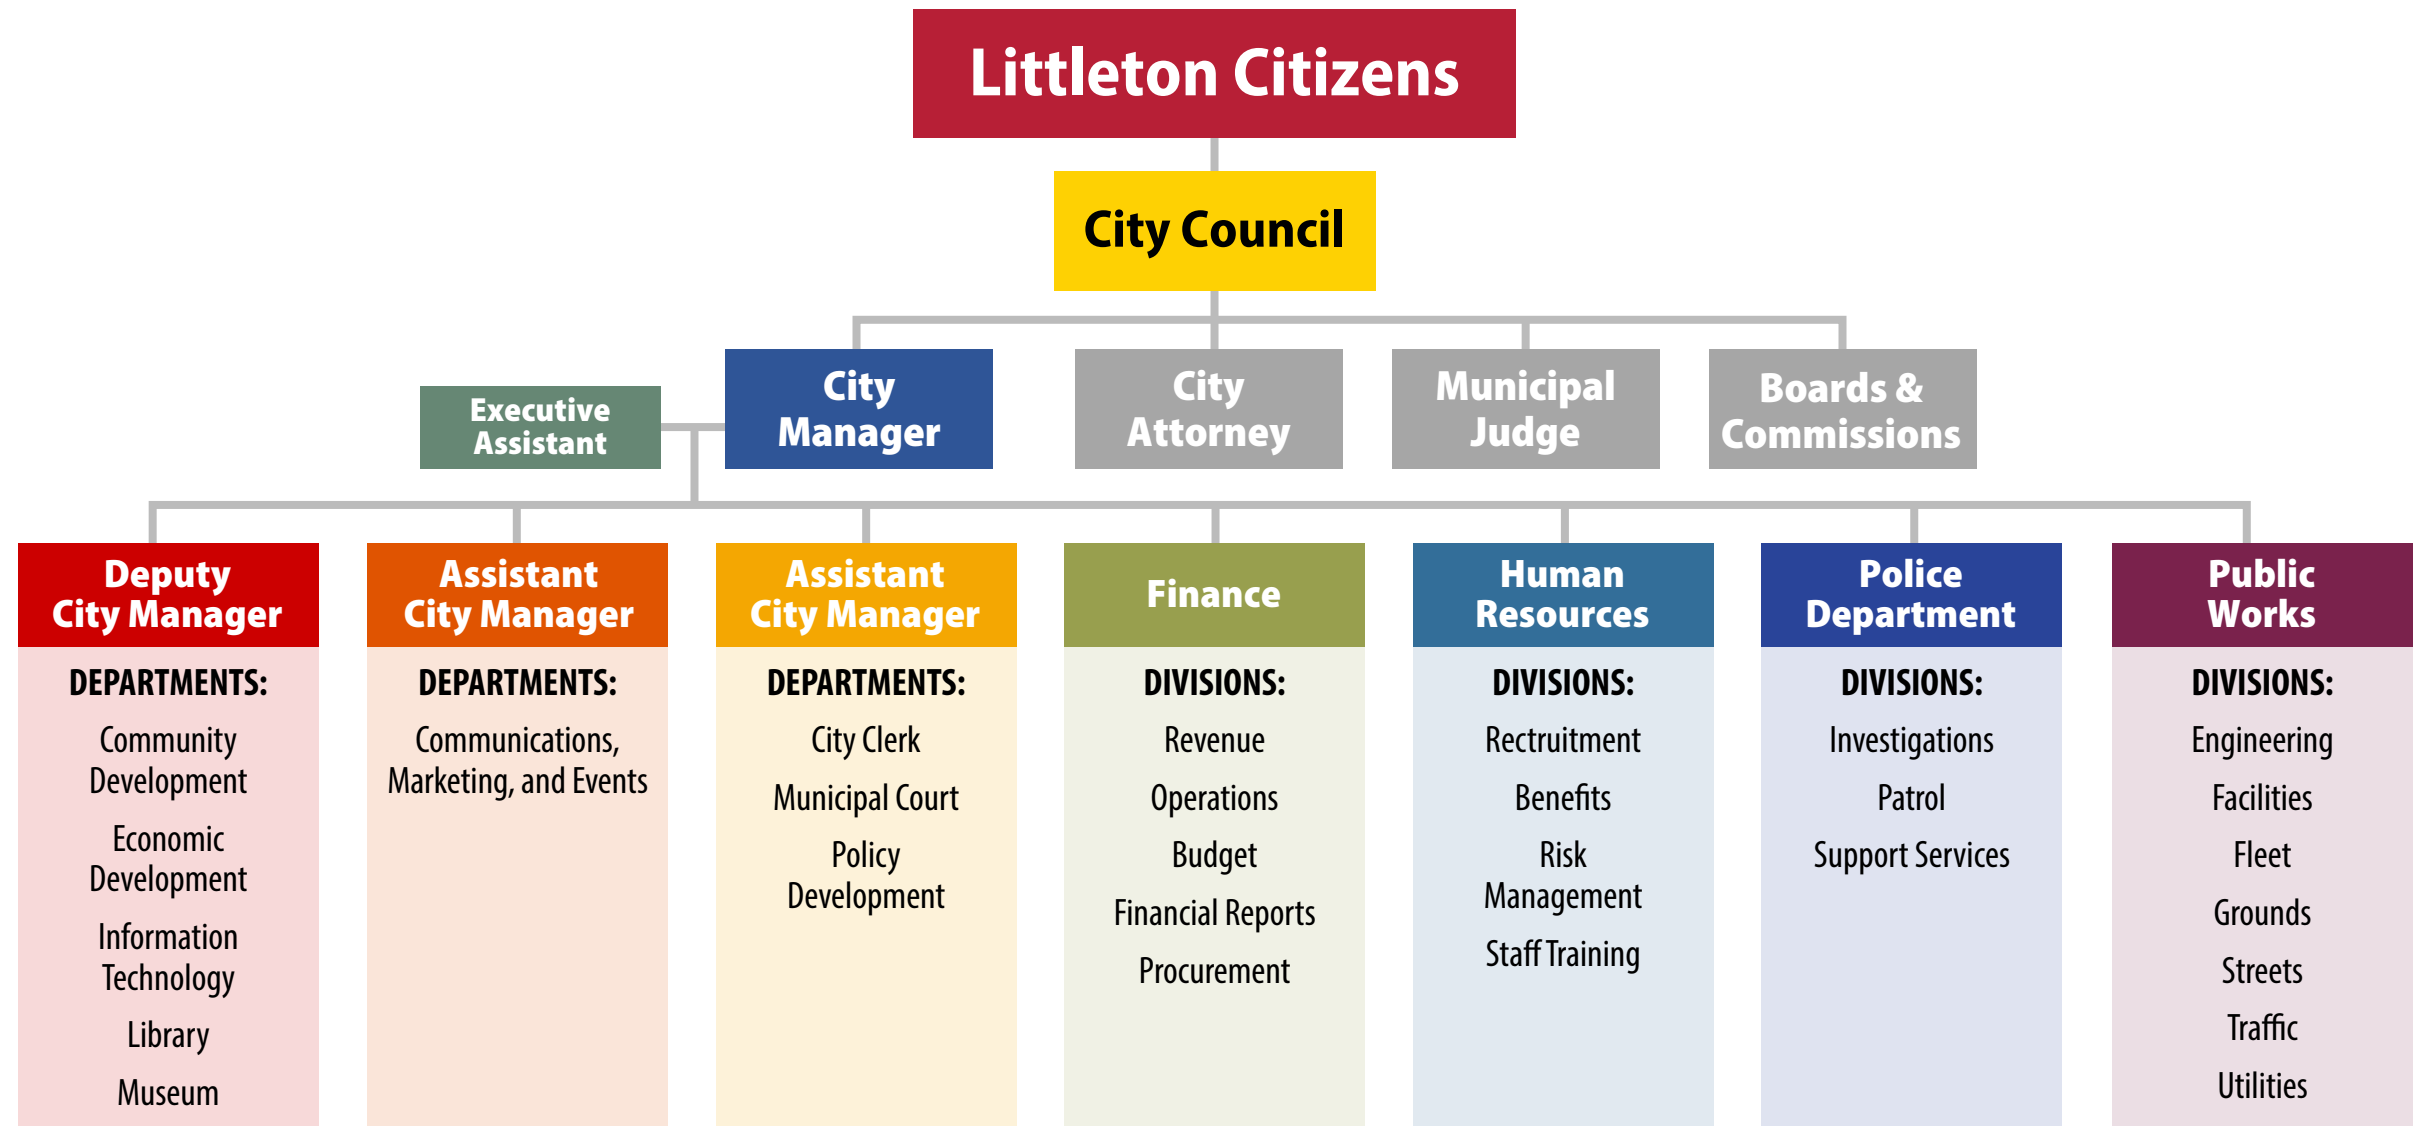 Littleton Citizens
City Council
Executive
Assistant
City
Manager
City
Attorney
Municipal
Judge
Boards &
Commissions
Deputy
City Manager
DEPARTMENTS:
Community
Development
Economic
Development
Information
Technology
Library
Museum
Assistant
City Manager
DEPARTMENTS:
Communications,
Marketing, and Events
Assistant
City Manager
DEPARTMENTS:
City Clerk
Municipal Court
Policy
Development
Finance
DIVISIONS:
Revenue
Operations
Budget
Financial Reports
Procurement
Human
Resources
DIVISIONS:
Rectruitment
Benefits
Risk
Management
Staff Training
Police
Department
DIVISIONS:
Investigations
Patrol
Support Services
Public
Works
DIVISIONS:
Engineering
Facilities
Fleet
Grounds
Streets
Traffic
Utilities